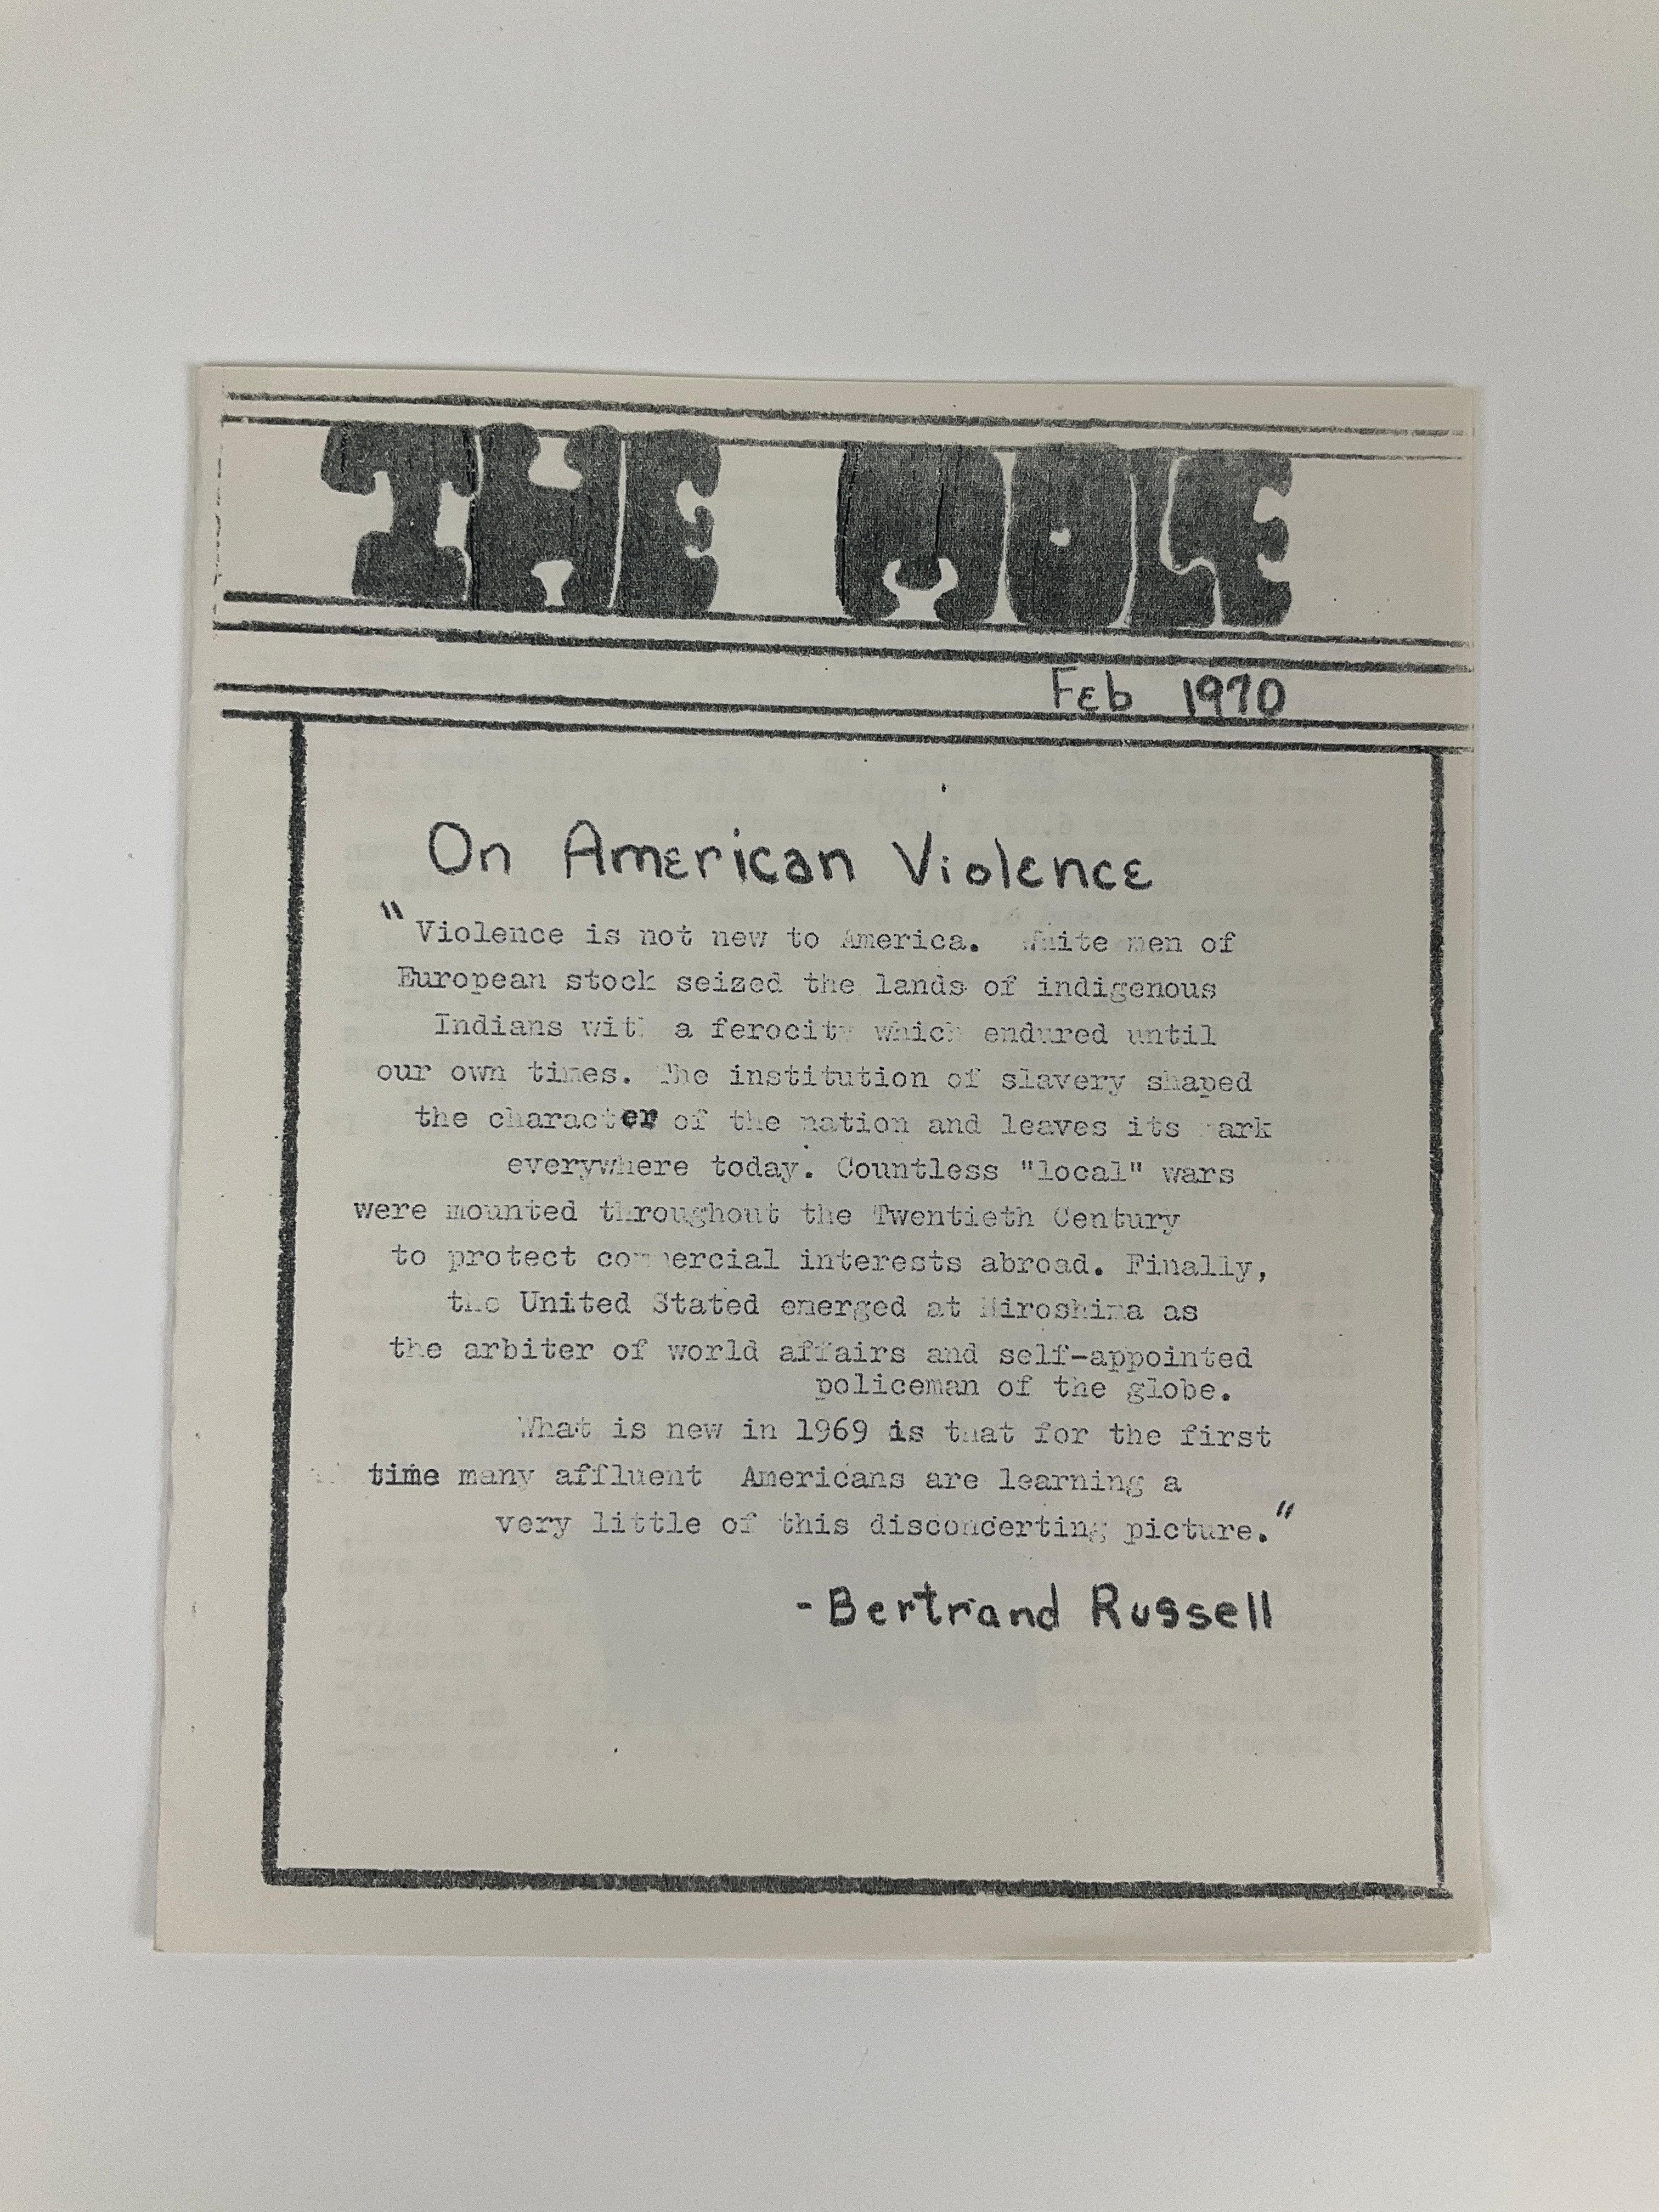 THE MOLE
Feb 1970
On American Violence
"Violence is not new to America. White men of
European stock seized the lands of indigenous
Indians with a ferocity which endured until
our own times. The institution of slavery shaped
the character of the nation and leaves its mark
everywhere today. Countless "local" wars
were mounted throughout the Twentieth Century
to protect commercial interests abroad. Finally,
the United Stated emerged at Hiroshima as
the arbiter of world affairs and self-appointed
policeman of the globe.
What is new in 1969 is that for the first
time many affluent Americans are learning a
very little of this disconcerting picture."
-Bertrand Russell